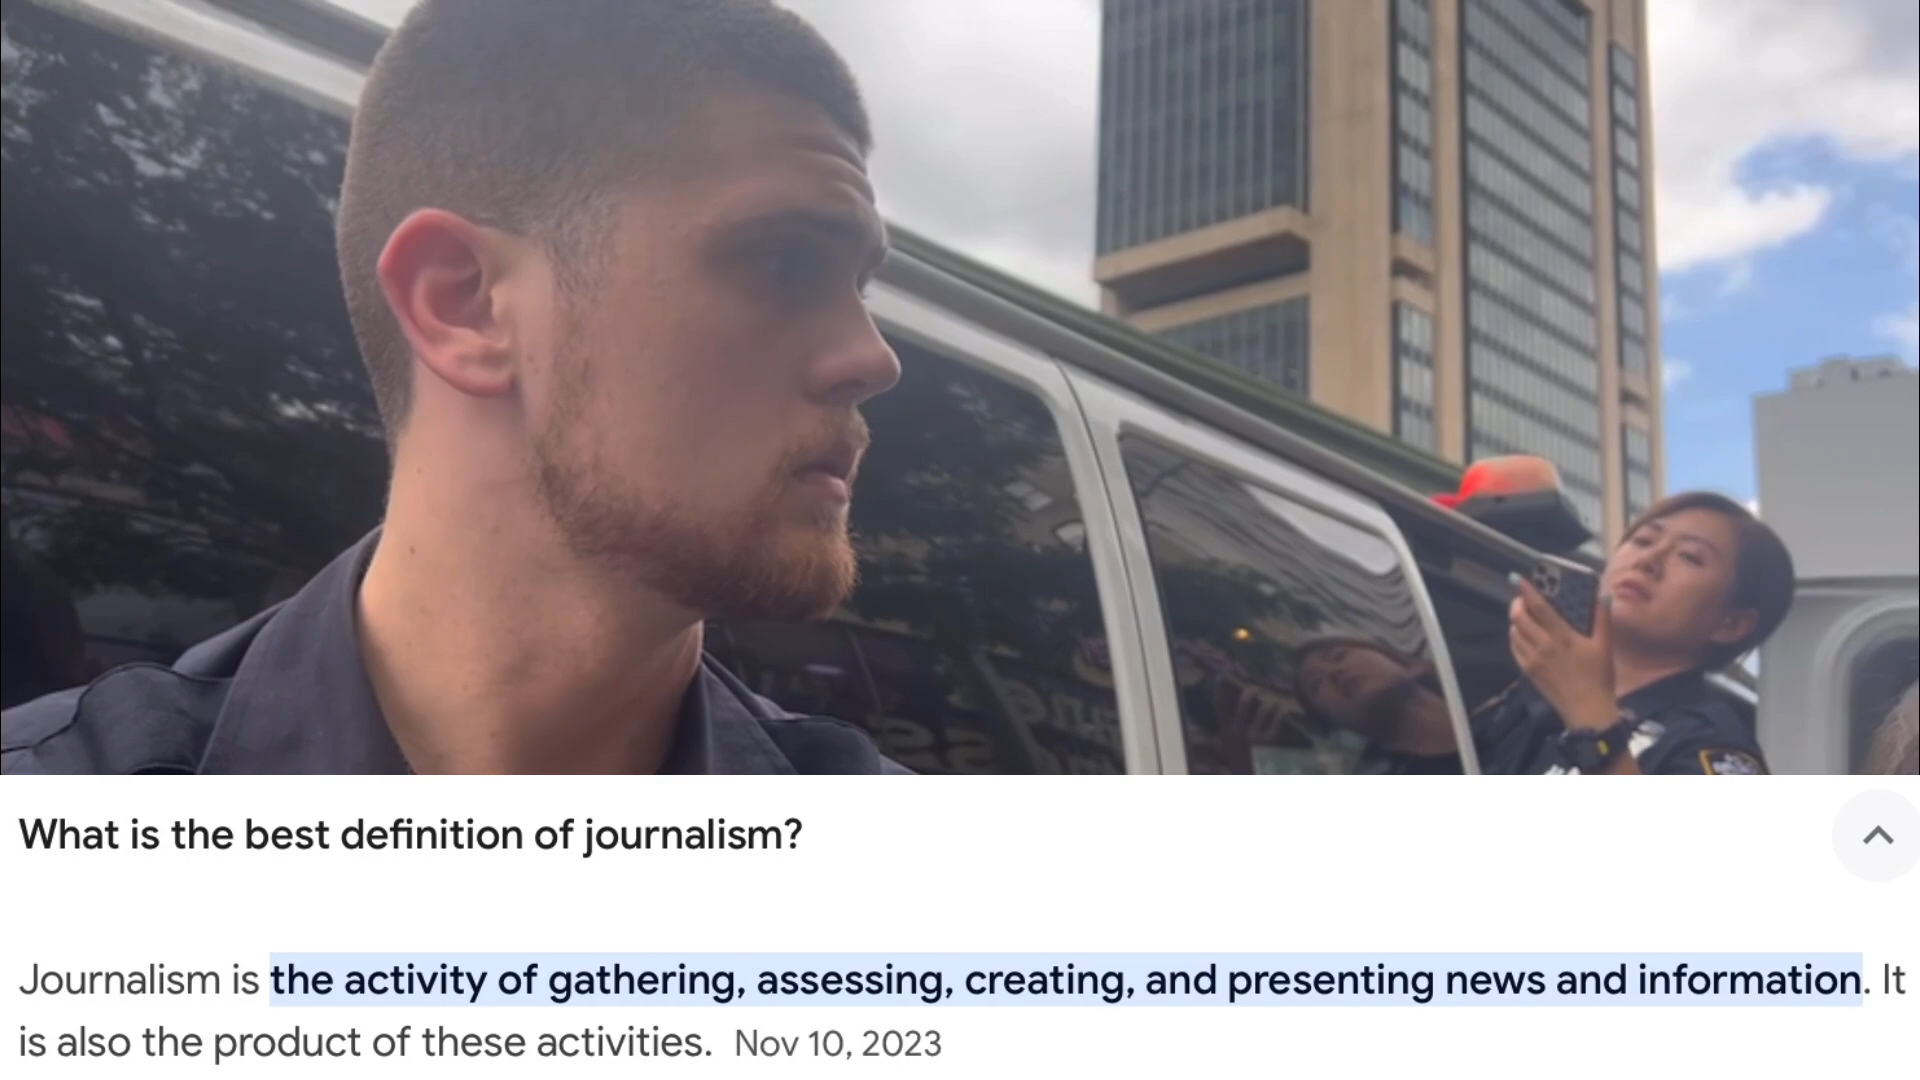 What is the best definition of journalism?
Journalism is the activity of gathering, assessing, creating, and presenting news and information. It
is also the product of these activities. Nov 10, 2023